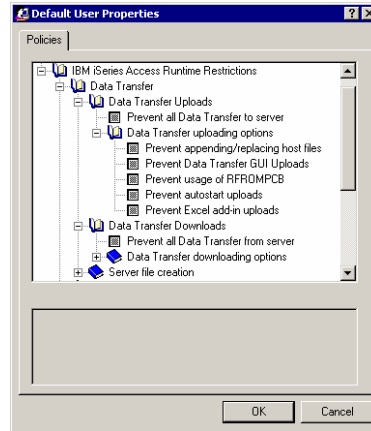 Default User Properties
Policies
IBM iSeries Access Runtime Restrictions
Data Transfer
Data Transfer Uploads
Prevent all Data Transfer to server
Data Transfer uploading options
Prevent appending/replacing host files
Prevent Data Transfer GUI Uploads
Prevent usage of RFROMPCB
Prevent autostart uploads
Prevent Excel add-in uploads
Data Transfer Downloads
Prevent all Data Transfer from server
Data Transfer downloading options
Server file creation
OK Cancel